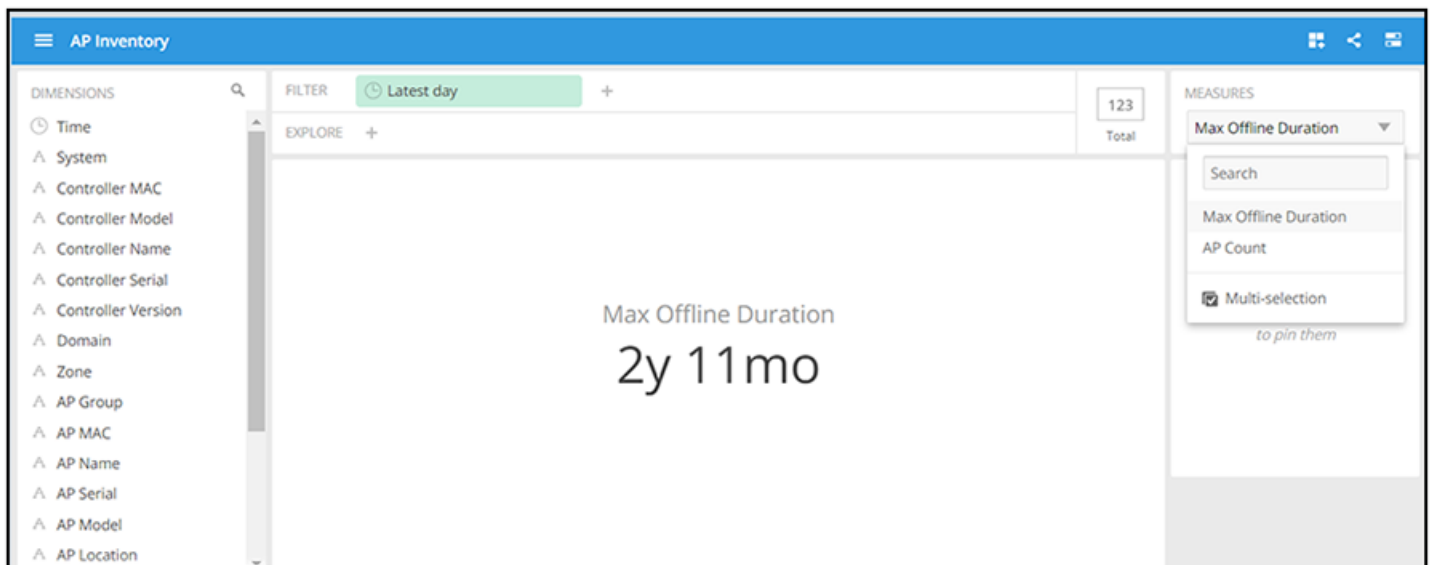 AP Inventory
DIMENSIONS
Time
System
Controller MAC
Controller Model
Controller Name
Controller Serial
Controller Version
Domain
Zone
AP Group
AP MAC
AP Name
AP Serial
AP Model
AP Location
FILTER
Latest day
+
EXPLORE +
123
Total
Max Offline Duration
2y 11mo
MEASURES
Max Offline Duration
Search
Max Offline Duration
AP Count
Multi-selection
to pin them